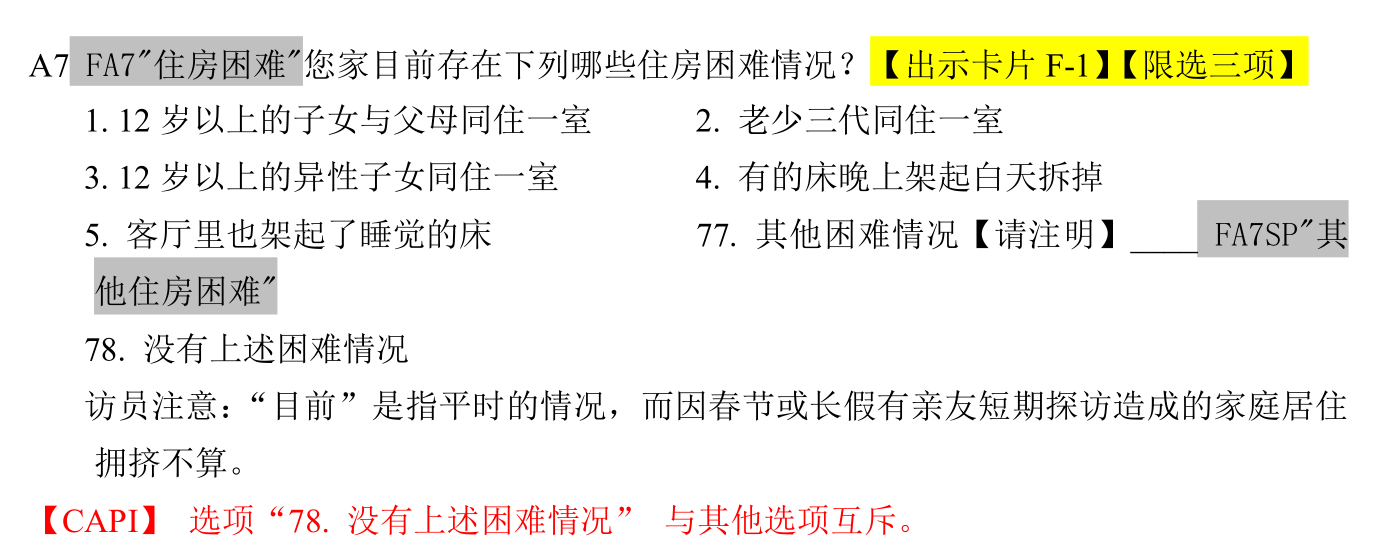 A7 FA7"住房困难"您家目前存在下列哪些住房困难情况？【出示卡片 F-1】【限选三项】
1. 12 岁以上的子女与父母同住一室 2. 老少三代同住一室
3. 12 岁以上的异性子女同住一室 4. 有的床晚上架起白天拆掉
5. 客厅里也架起了睡觉的床 77. 其他困难情况【请注明】____ FA7SP"其
他住房困难"
78. 没有上述困难情况
访员注意：“目前”是指平时的情况，而因春节或长假有亲友短期探访造成的家庭居住
拥挤不算。
【CAPI】 选项“78. 没有上述困难情况” 与其他选项互斥。